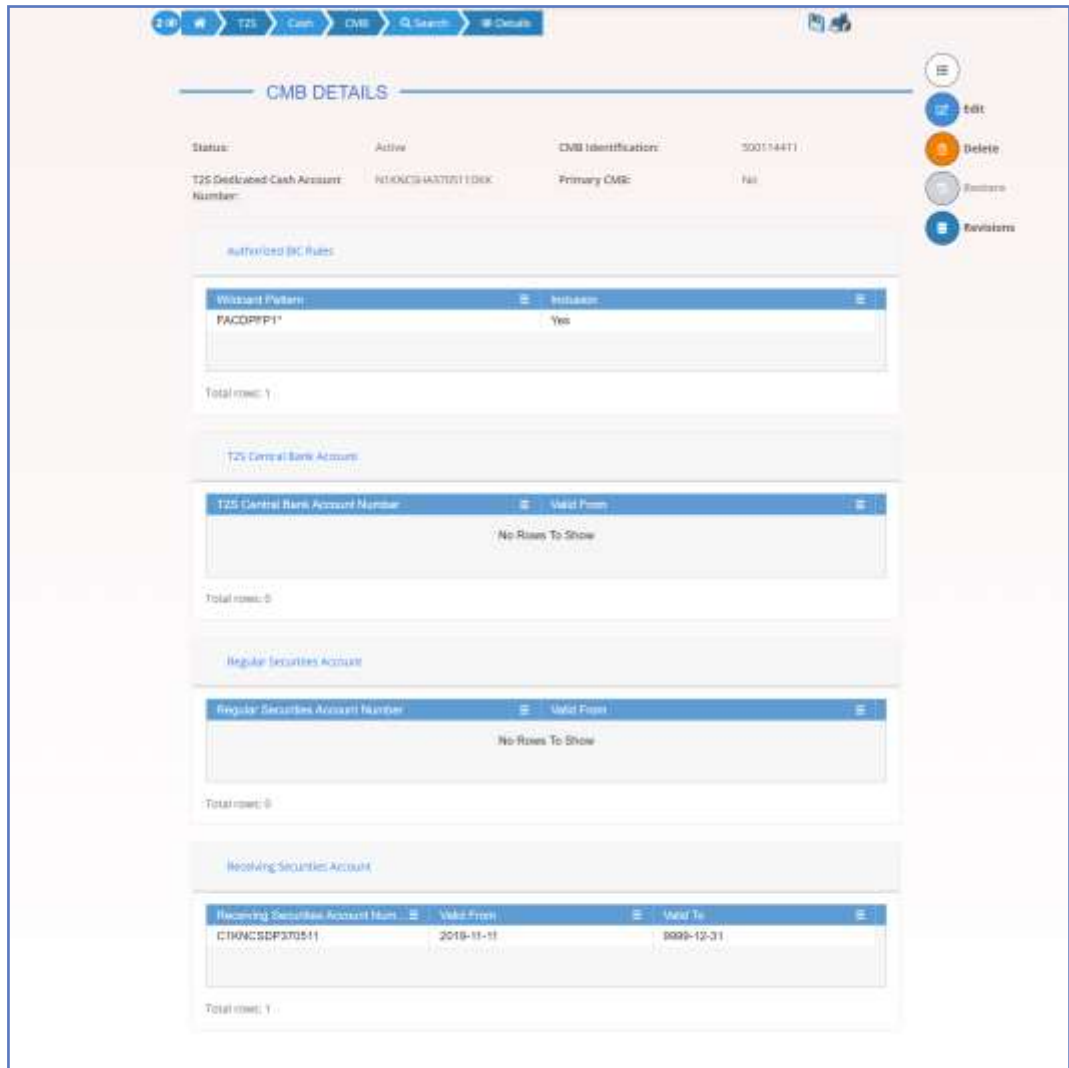 T2S Cash CMB Search Details
CMB DETAILS
Edit
Delete
Restore
Revisions
Status: Active CMB Identification: 500114411
T2S Dedicated Cash Account Number: Primary CMB: No
Authorized BIC Rules
Wildcard Pattern Inclusion
Yes
Total rows: 1
T2S Central Bank Account
T2S Central Bank Account Number Valid From
No Rows To Show
Total rows: 0
Regular Securities Account
Regular Securities Account Number Valid From
No Rows To Show
Total rows: 0
Receiving Securities Account
Receiving Securities Account Num... Valid From Valid To
C1KNCSDP370511 2019-11-11 9999-12-31
Total rows: 1